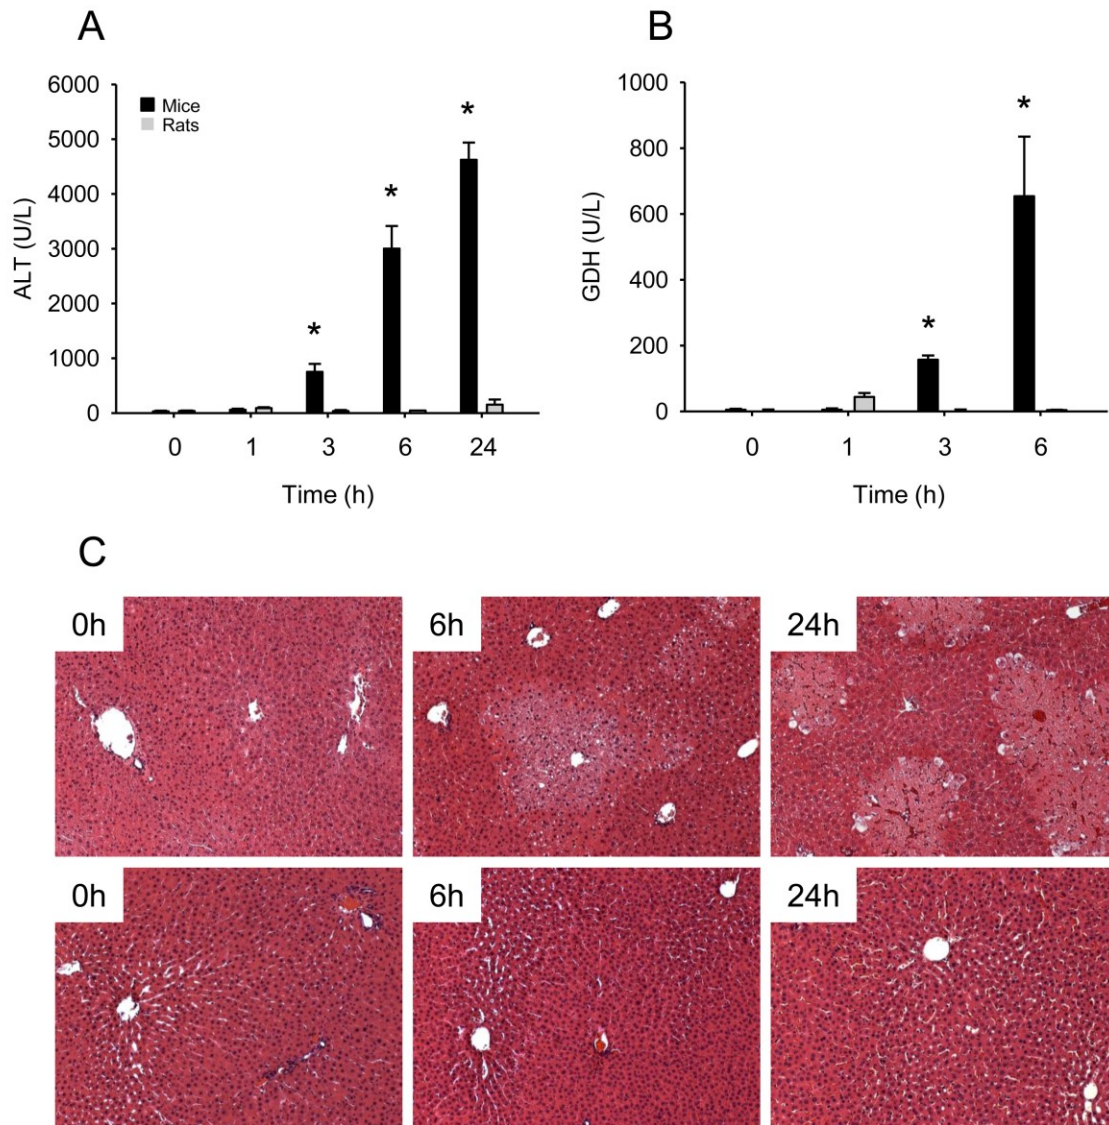 A
B
6000
5000
4000
3000
2000
1000
0
ALT (U/L)
Mice
Rats
*
*
*
0 1 3 6 24
Time (h)
1000
800
600
400
200
0
GDH (U/L)
*
*
0 1 3 6
Time (h)
C
0h
6h
24h
0h
6h
24h